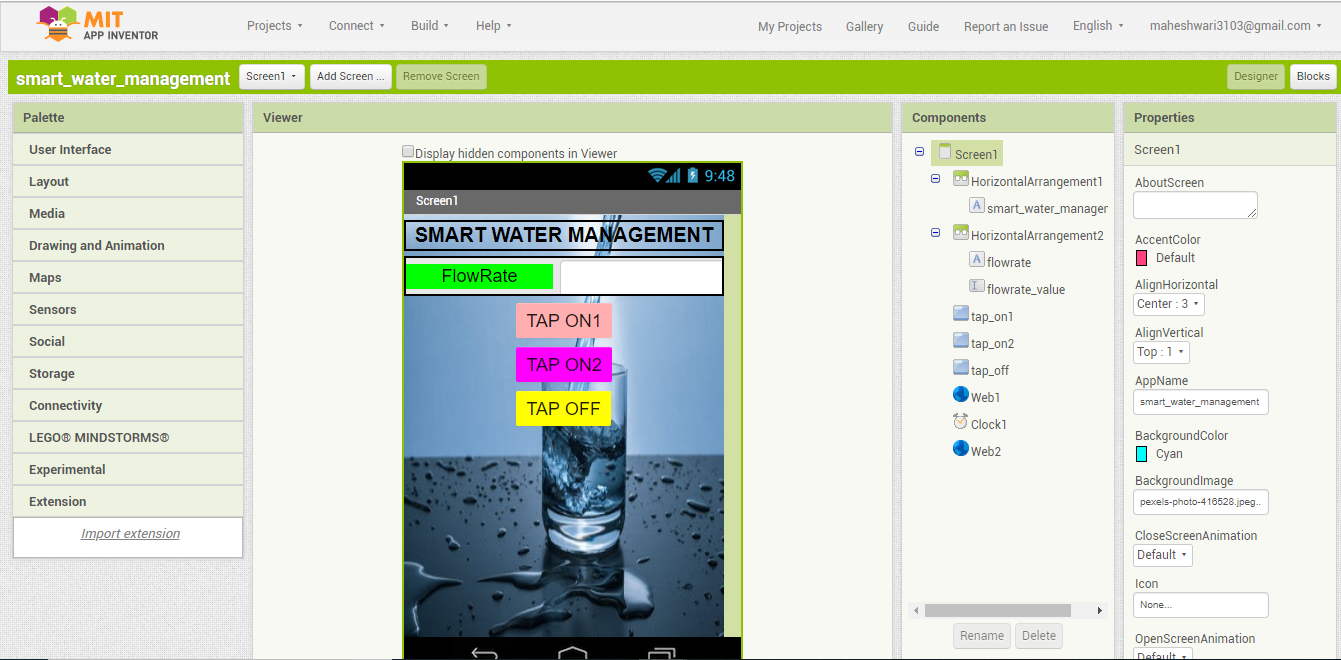 MIT
APP INVENTOR
Projects
Connect
Build
Help
My Projects
Gallery
Guide
Report an Issue
English
maheshwari3103@gmail.com
smart_water_management
Screen1
Add Screen ...
Remove Screen
Designer
Blocks
Palette
User Interface
Layout
Media
Drawing and Animation
Maps
Sensors
Social
Storage
Connectivity
LEGO® MINDSTORMS®
Experimental
Extension
Import extension
Viewer
Display hidden components in Viewer
9:48
Screen1
SMART WATER MANAGEMENT
FlowRate
TAP ON1
TAP ON2
TAP OFF
Components
Screen1
HorizontalArrangement1
A smart_water_manager
HorizontalArrangement2
A flowrate
I flowrate_value
tap_on1
tap_on2
tap_off
Web1
Clock1
Web2
Rename
Delete
Properties
Screen1
AboutScreen
AccentColor
Default
AlignHorizontal
Center : 3
AlignVertical
Top : 1
AppName
smart_water_management
BackgroundColor
Cyan
BackgroundImage
pexels-photo-416528.jpeg...
CloseScreenAnimation
Default
Icon
None...
OpenScreenAnimation
Default